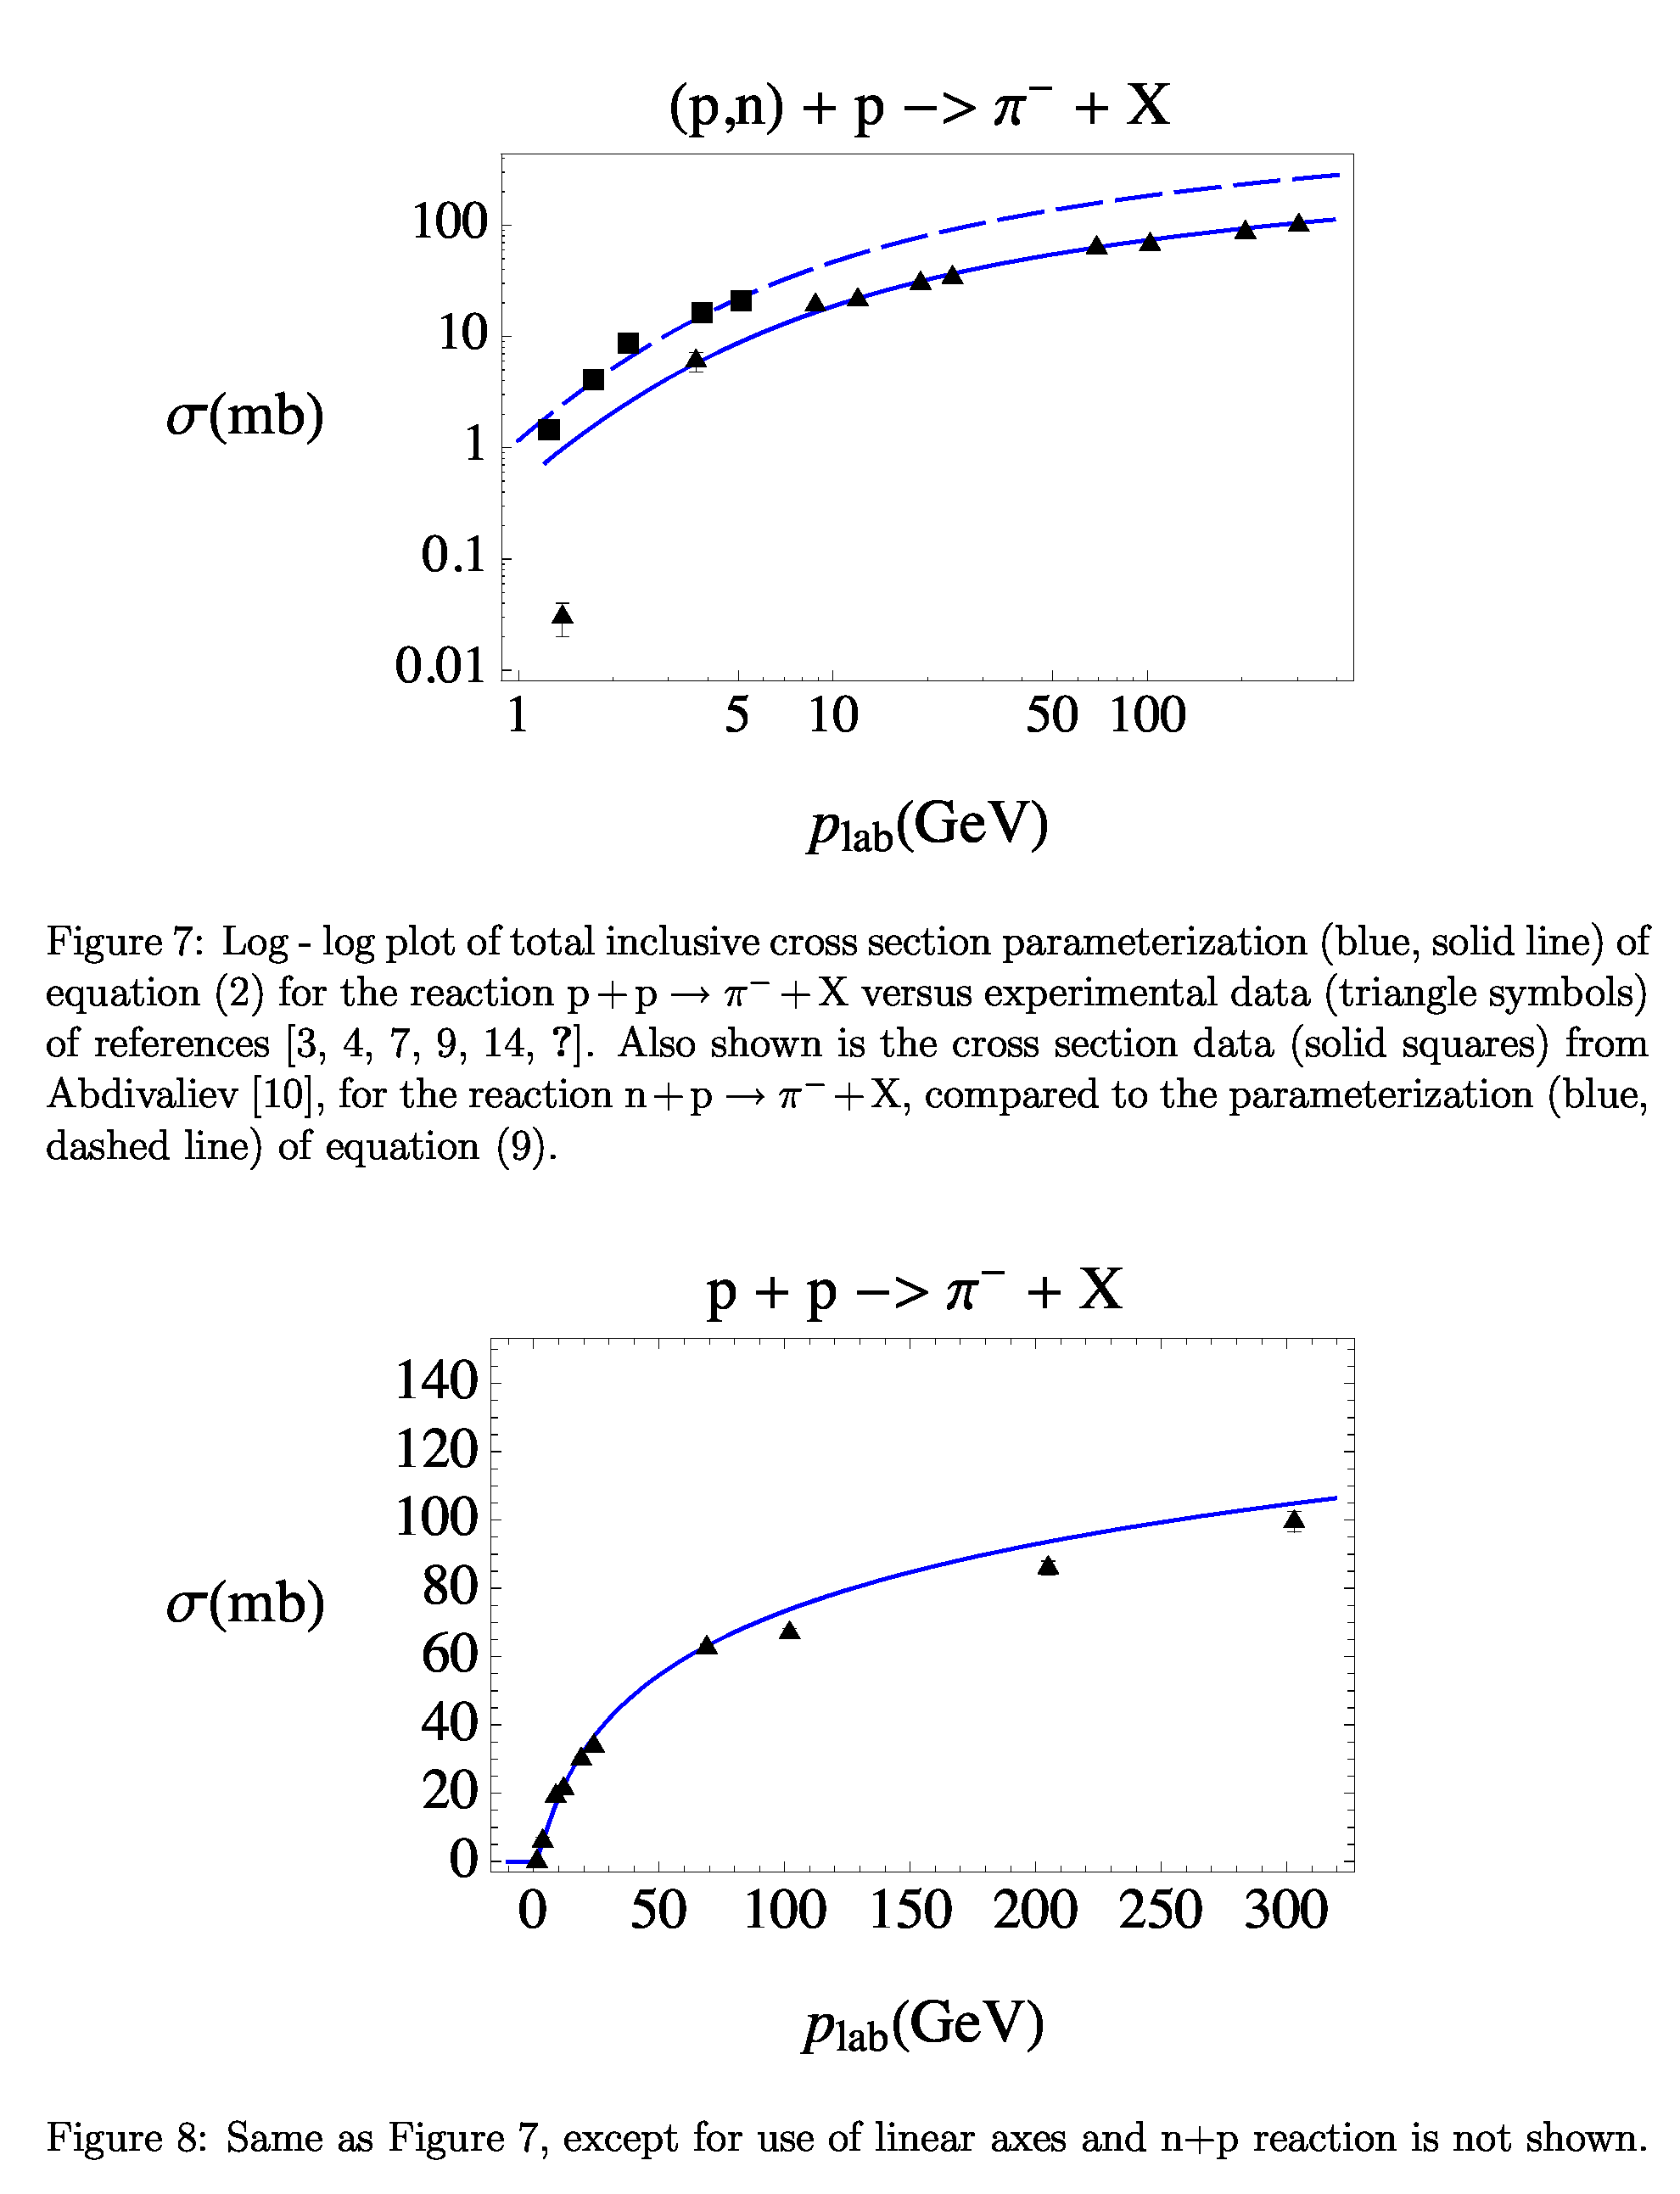 (p,n) + p −> π⁻ + X
100
10
1
0.1
0.01
σ(mb)
1 5 10 50 100
p_lab(GeV)
Figure 7: Log - log plot of total inclusive cross section parameterization (blue, solid line) of
equation (2) for the reaction p + p → π⁻ + X versus experimental data (triangle symbols)
of references [3, 4, 7, 9, 14, ?]. Also shown is the cross section data (solid squares) from
Abdivaliev [10], for the reaction n + p → π⁻ + X, compared to the parameterization (blue,
dashed line) of equation (9).
p + p −> π⁻ + X
140
120
100
80
60
40
20
0
σ(mb)
0 50 100 150 200 250 300
p_lab(GeV)
Figure 8: Same as Figure 7, except for use of linear axes and n+p reaction is not shown.